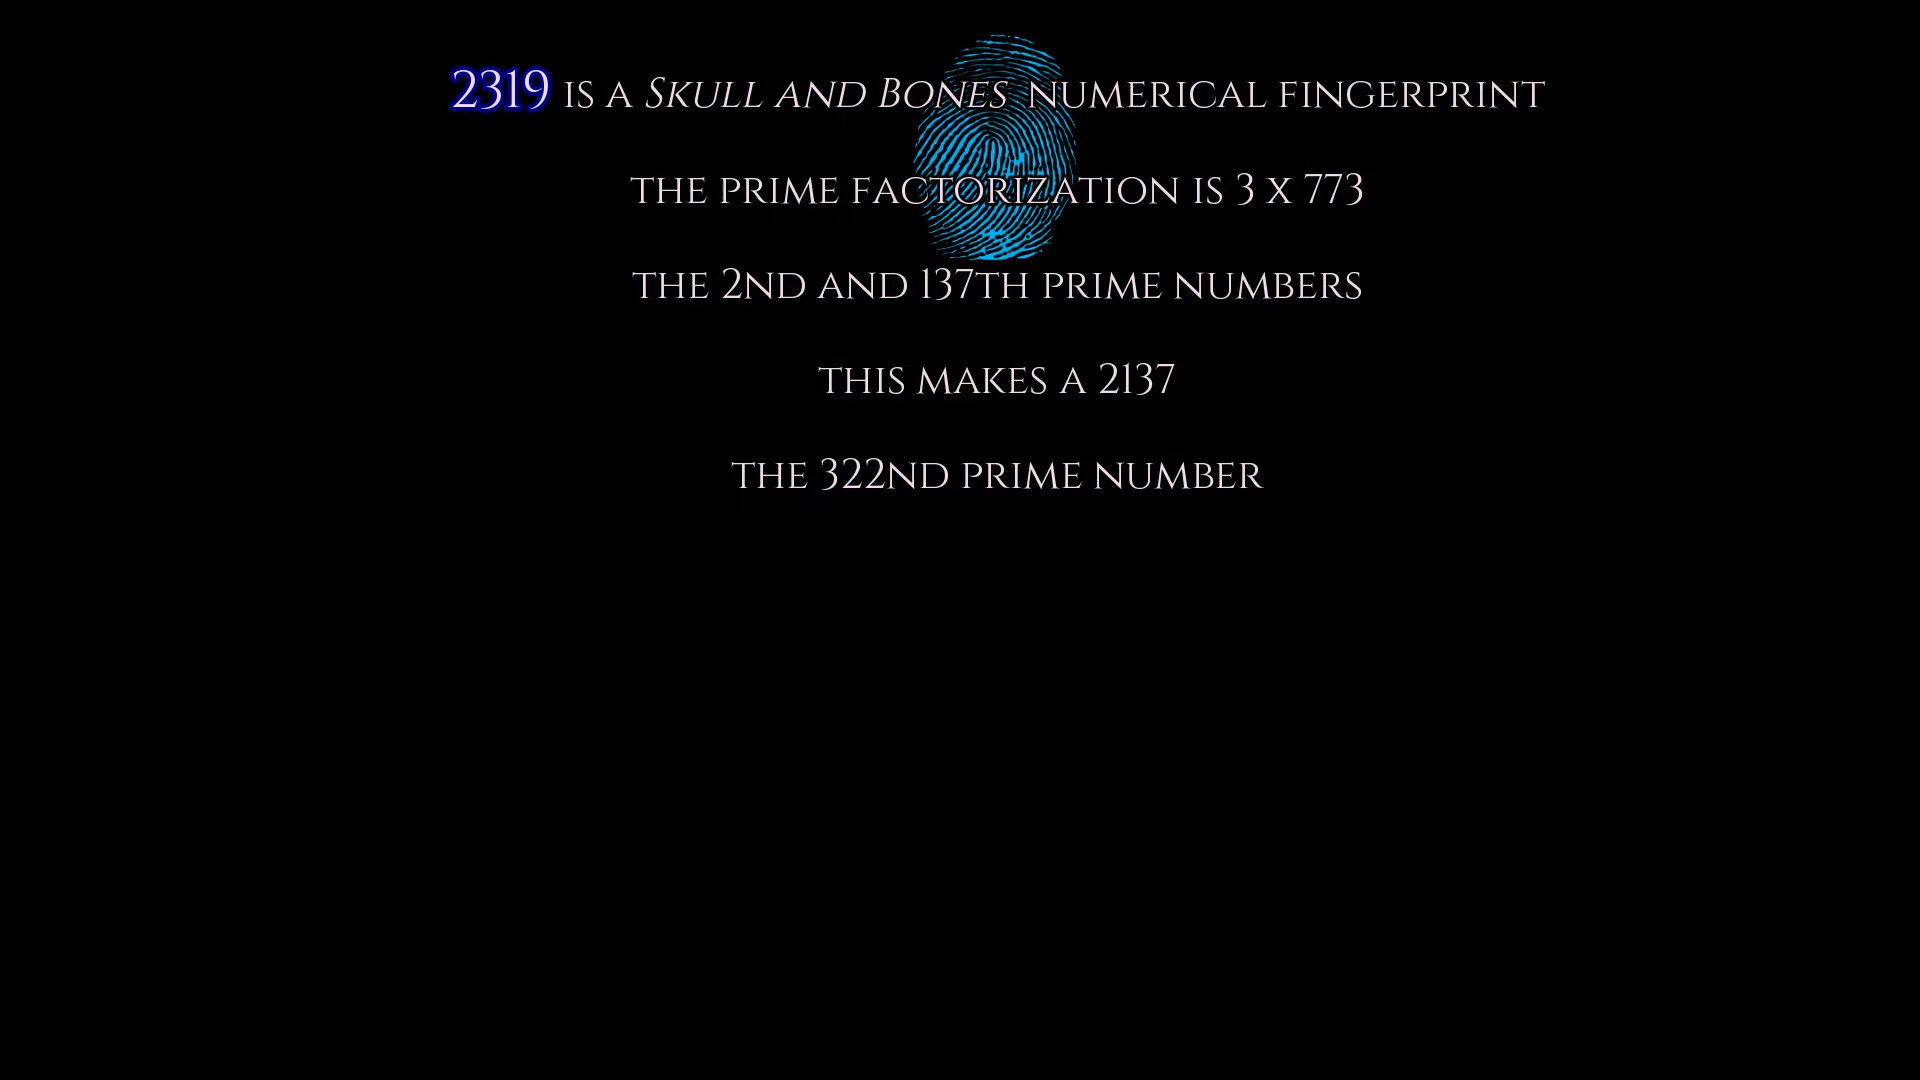 2319 is a Skull and Bones numerical fingerprint
the prime factorization is 3 x 773
the 2nd and 137th prime numbers
this makes a 2137
the 322nd prime number